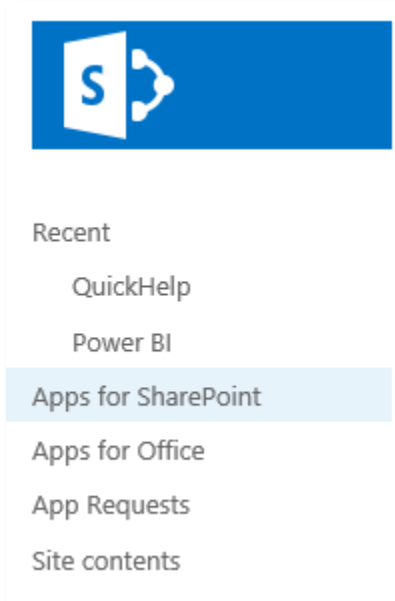 S
Recent
QuickHelp
Power BI
Apps for SharePoint
Apps for Office
App Requests
Site contents